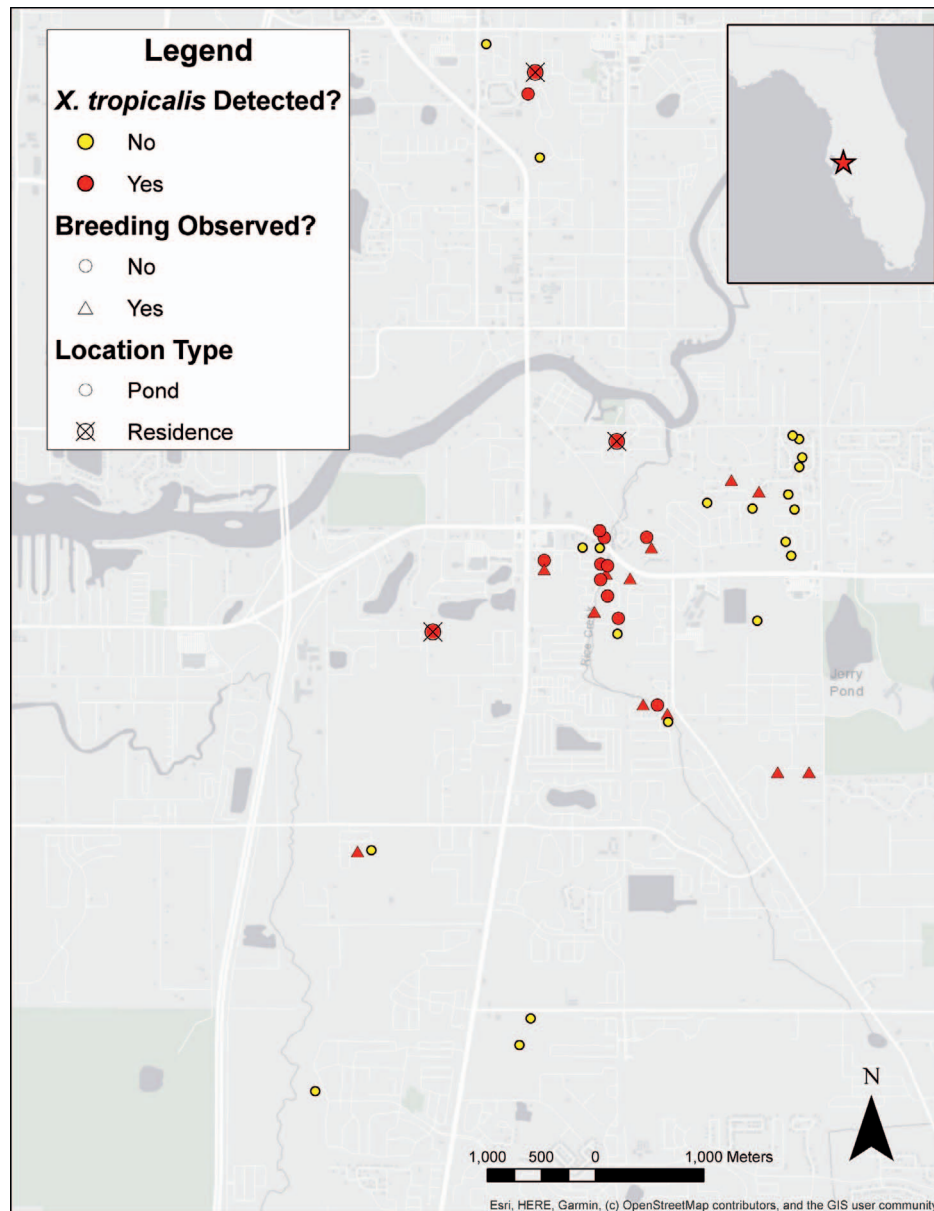 Legend
X. tropicalis Detected?
No
Yes
Breeding Observed?
No
Yes
Location Type
Pond
Residence
Rice Creek
Jerry
Pond
N
1,000 500 0 1,000 Meters
Esri, HERE, Garmin, (c) OpenStreetMap contributors, and the GIS user community